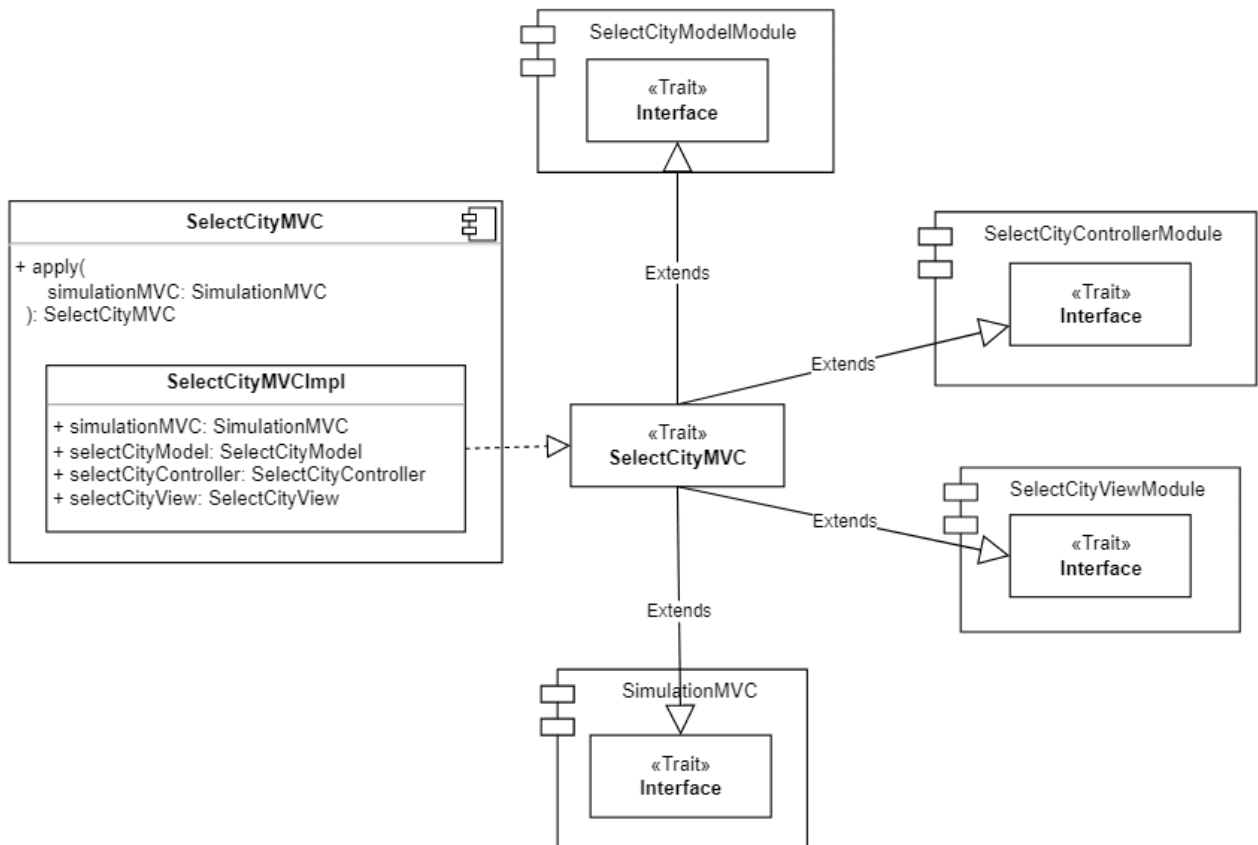 SelectCityModelModule
«Trait»
Interface
SelectCityMVC
+ apply(
simulationMVC: SimulationMVC
): SelectCityMVC
SelectCityMVCImpl
+ simulationMVC: SimulationMVC
+ selectCityModel: SelectCityModel
+ selectCityController: SelectCityController
+ selectCityView: SelectCityView
Extends
SelectCityControllerModule
«Trait»
Interface
Extends
«Trait»
SelectCityMVC
SelectCityViewModule
«Trait»
Interface
Extends
Extends
SimulationMVC
«Trait»
Interface